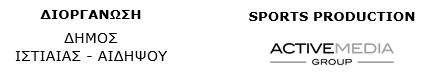 ΔΙΟΡΓΑΝΩΣΗ
ΔΗΜΟΣ
ΙΣΤΙΑΙΑΣ - ΑΙΔΗΨΟΥ
SPORTS PRODUCTION
ACTIVEMEDIA
GROUP